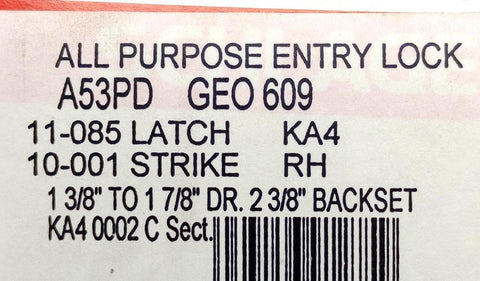 ALL PURPOSE ENTRY LOCK
A53PD GEO 609
11-085 LATCH KA4
10-001 STRIKE RH
1 3/8" TO 1 7/8" DR. 2 3/8" BACKSET
KA4 0002 C Sect.